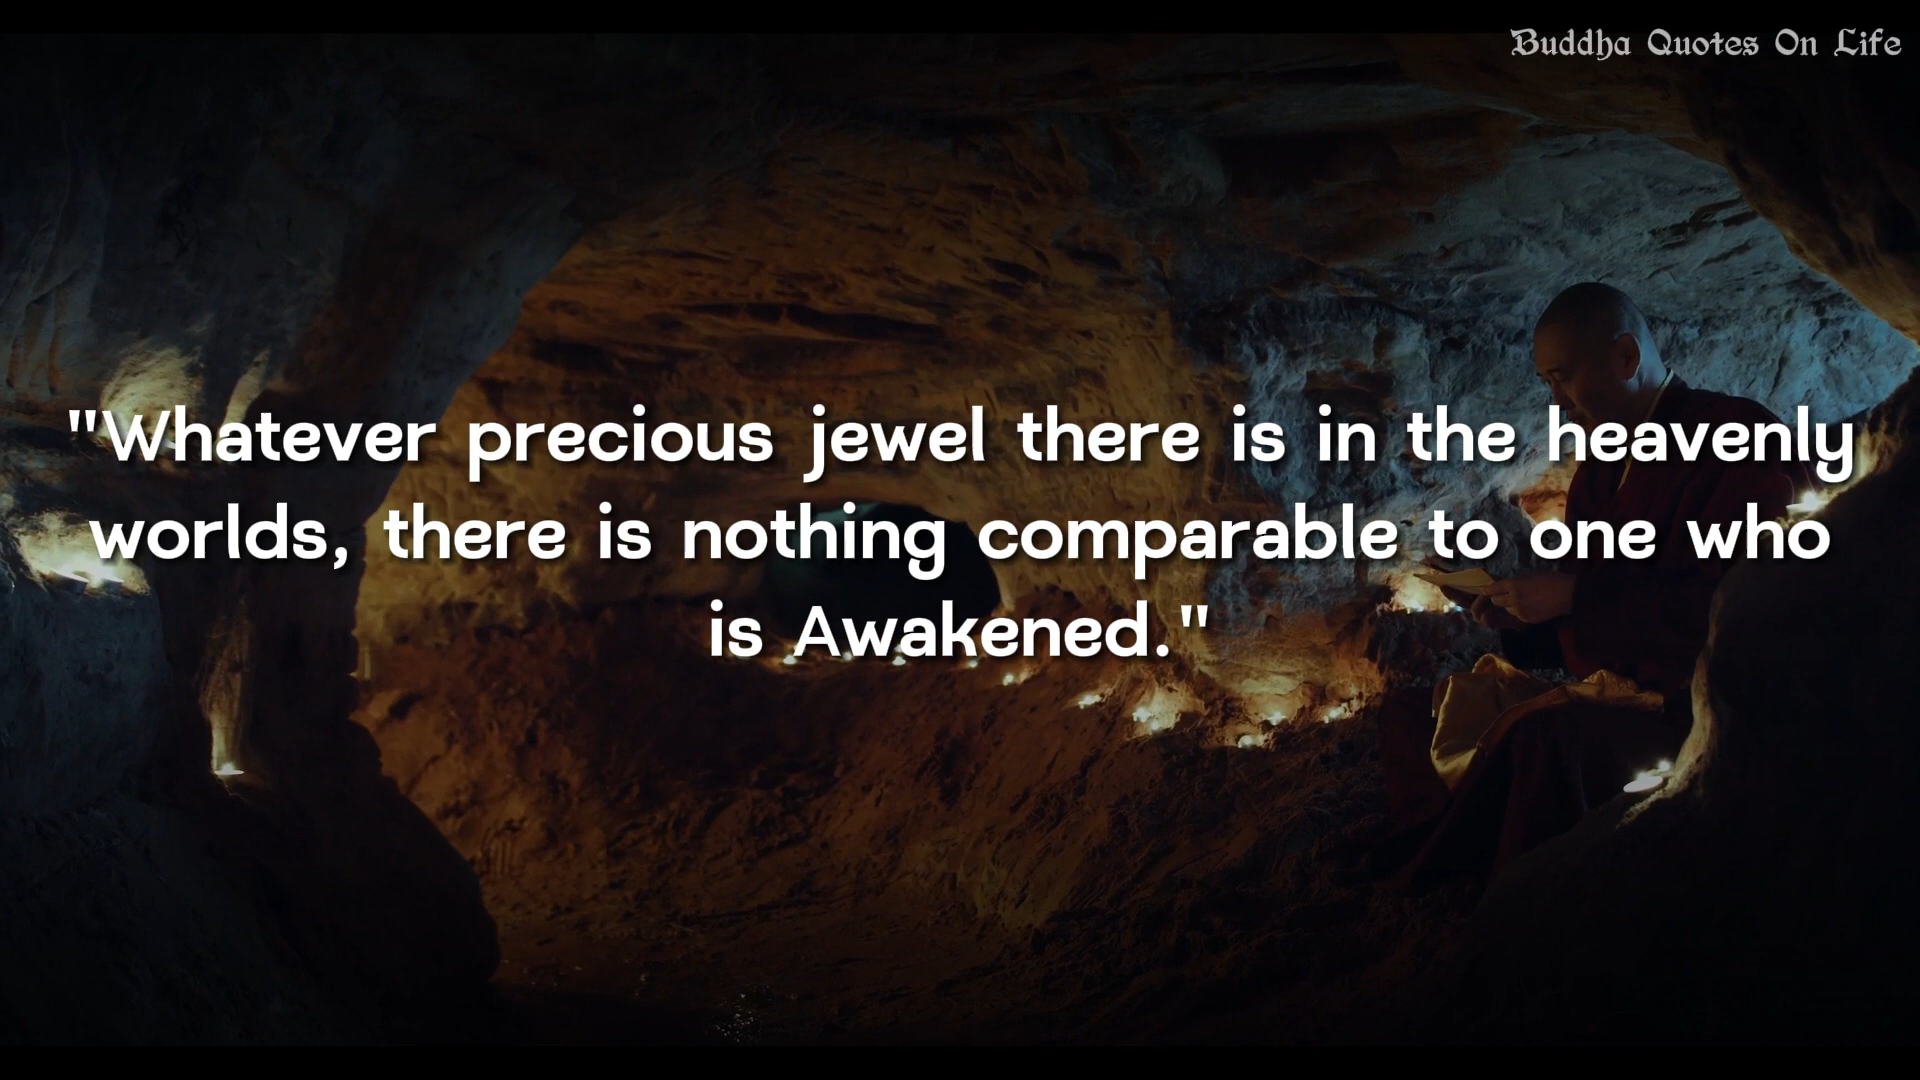 Buddha Quotes On Life
"Whatever precious jewel there is in the heavenly
worlds, there is nothing comparable to one who
is Awakened."